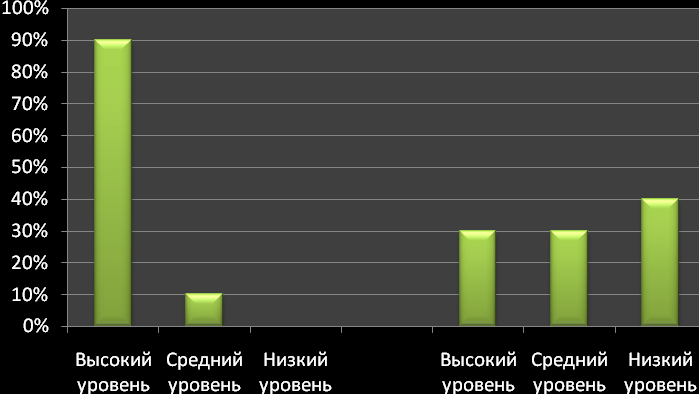 100%
90%
80%
70%
60%
50%
40%
30%
20%
10%
0%
Высокий уровень
Средний уровень
Низкий уровень
Высокий уровень
Средний уровень
Низкий уровень